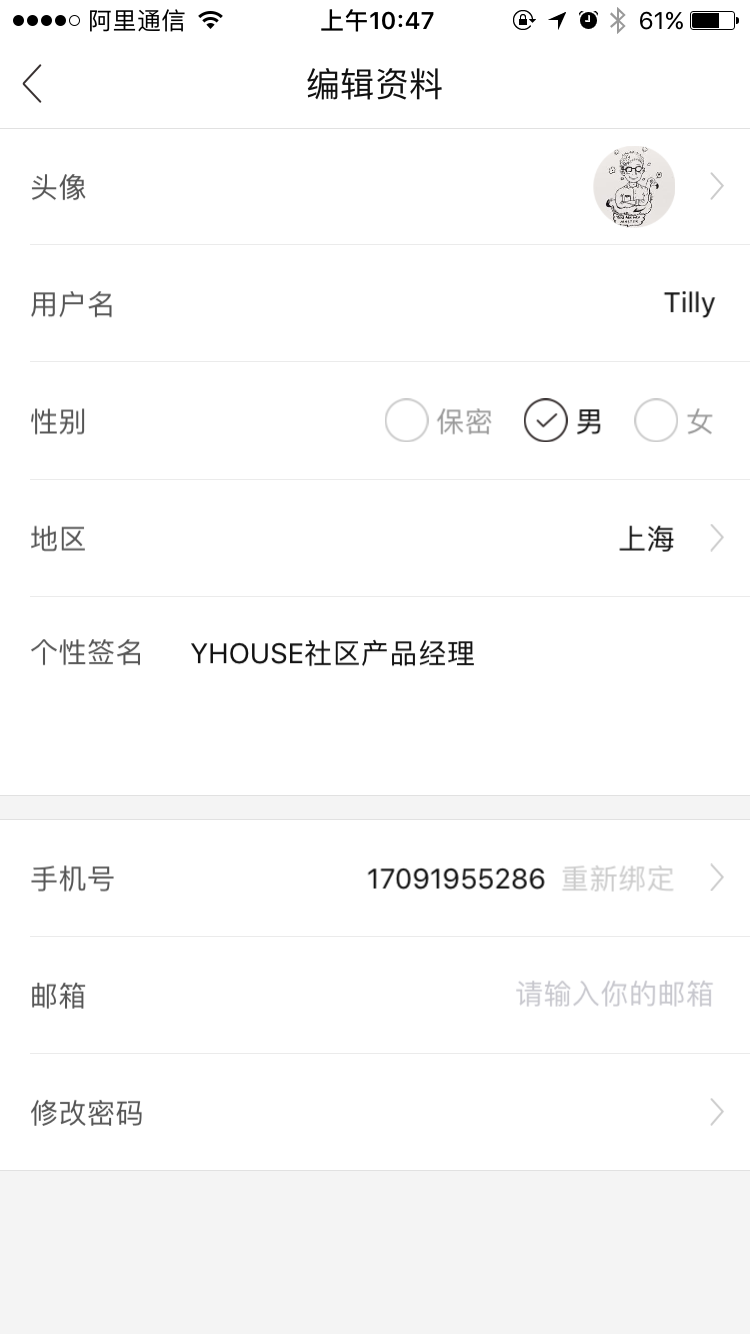 阿里通信 上午10:47 61%
编辑资料
头像
用户名 Tilly
性别 保密 男 女
地区 上海
个性签名 YHOUSE社区产品经理
手机号 17091955286 重新绑定
邮箱 请输入你的邮箱
修改密码